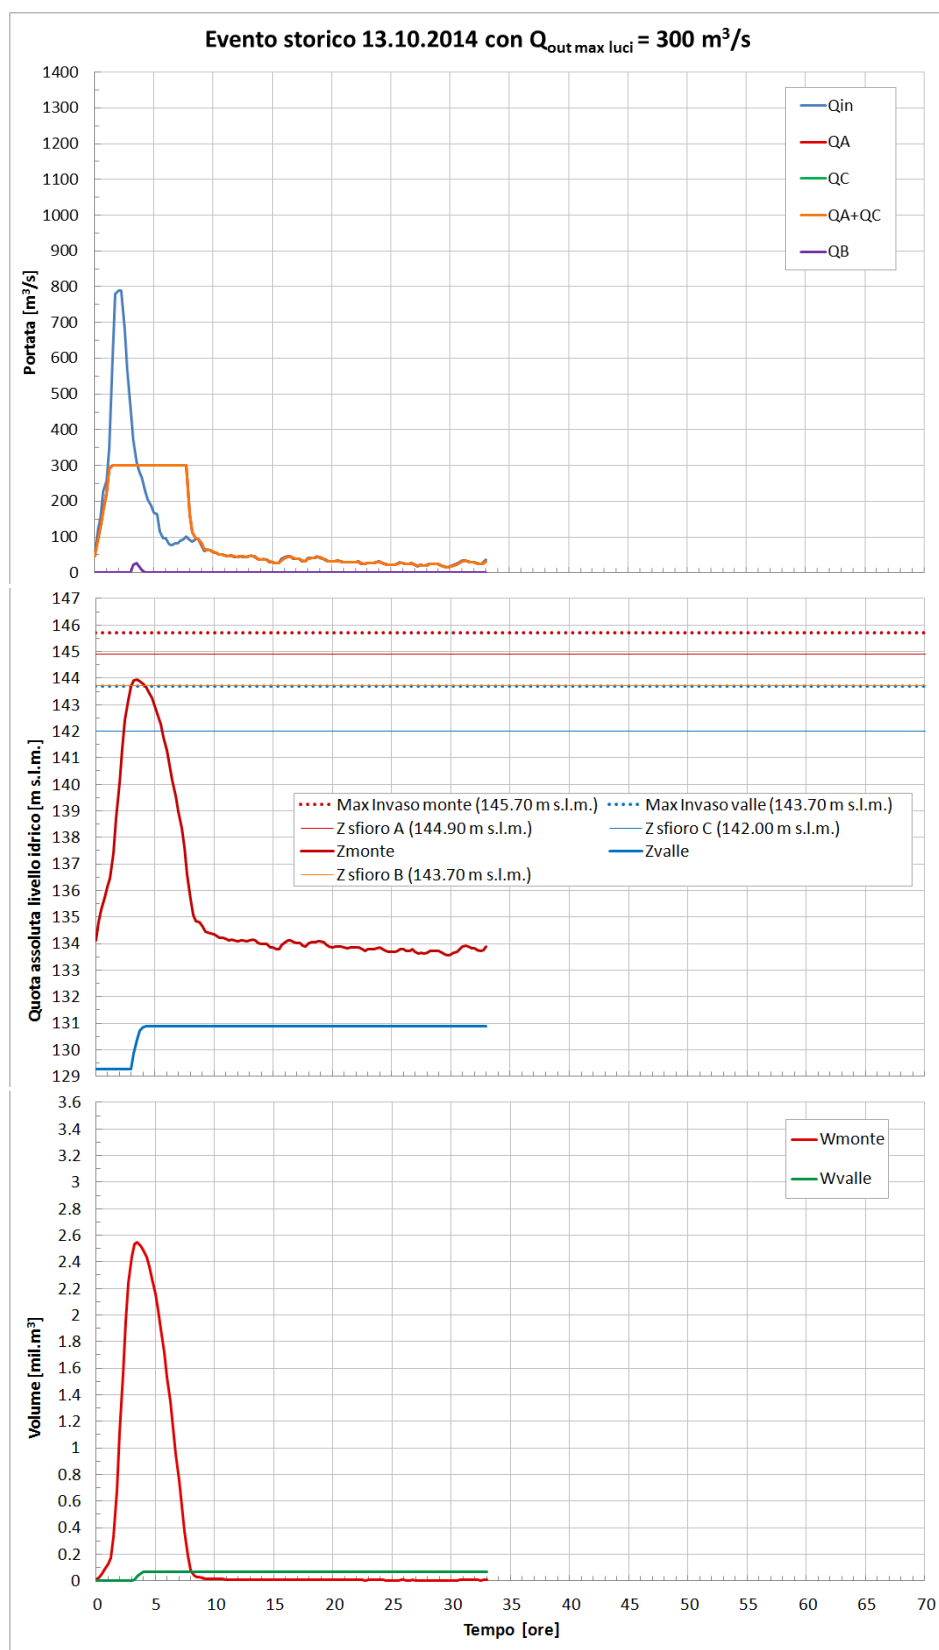 Evento storico 13.10.2014 con Qout max luci = 300 m³/s
Portata [m³/s]
1400
1300
1200
1100
1000
900
800
700
600
500
400
300
200
100
0
Qin
QA
QC
QA+QC
QB
Quota assoluta livello idrico [m s.l.m.]
147
146
145
144
143
142
141
140
139
138
137
136
135
134
133
132
131
130
129
Max Invaso monte (145.70 m s.l.m.)
Max Invaso valle (143.70 m s.l.m.)
Z sfioro A (144.90 m s.l.m.)
Z sfioro C (142.00 m s.l.m.)
Zmonte
Zvalle
Z sfioro B (143.70 m s.l.m.)
Volume [mil.m³]
3.6
3.4
3.2
3
2.8
2.6
2.4
2.2
2
1.8
1.6
1.4
1.2
1
0.8
0.6
0.4
0.2
0
Wmonte
Wvalle
0 5 10 15 20 25 30 35 40 45 50 55 60 65 70
Tempo [ore]